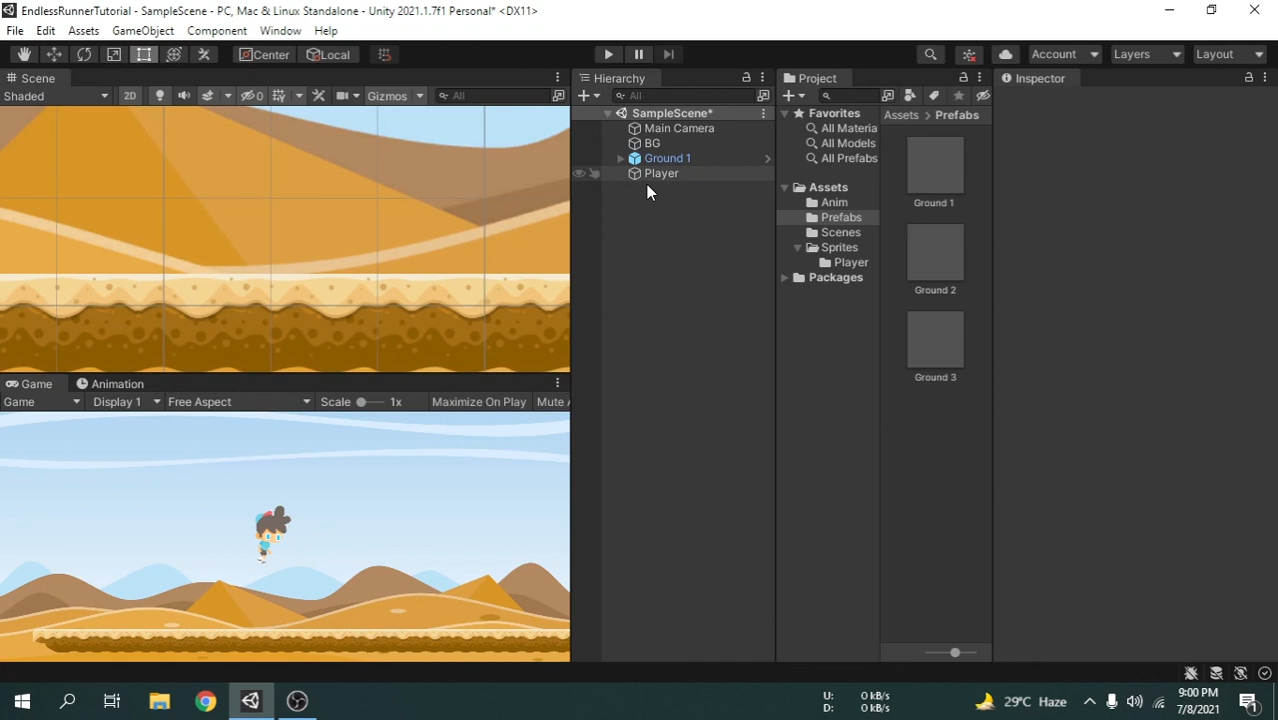 EndlessRunnerTutorial - SampleScene - PC, Mac & Linux Standalone - Unity 2021.1.7f1 Personal* <DX11>
File Edit Assets GameObject Component Window Help
Center Local Account Layers Layout
Scene Hierarchy Project Inspector
Shaded 2D 0 Gizmos All All
SampleScene*
Main Camera
BG
Ground 1
Player
Favorites
All Materia
All Models
All Prefabs
Assets
Anim
Prefabs
Scenes
Sprites
Player
Packages
Assets > Prefabs
Ground 1
Ground 2
Ground 3
Game Animation
Game Display 1 Free Aspect Scale 1x Maximize On Play Mute A
U: 0 kB/s
D: 0 kB/s
29°C Haze
9:00 PM
7/8/2021
1